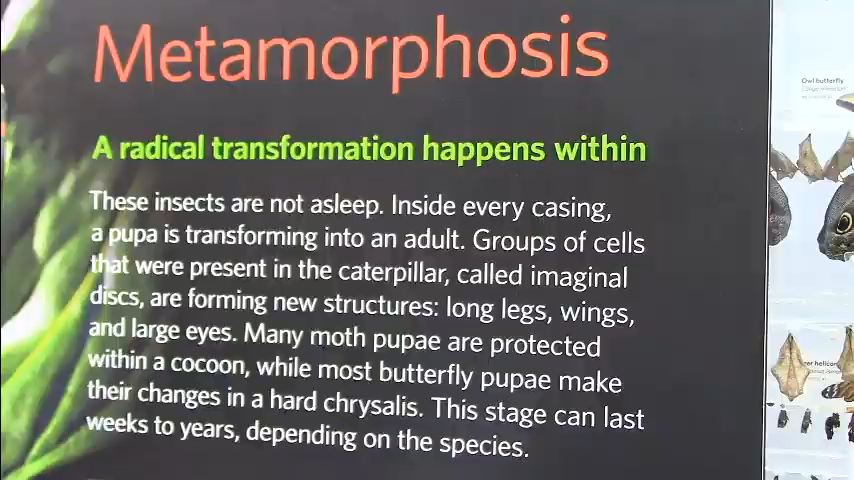 Metamorphosis
A radical transformation happens within
These insects are not asleep. Inside every casing,
a pupa is transforming into an adult. Groups of cells
that were present in the caterpillar, called imaginal
discs, are forming new structures: long legs, wings,
and large eyes. Many moth pupae are protected
within a cocoon, while most butterfly pupae make
their changes in a hard chrysalis. This stage can last
weeks to years, depending on the species.
Owl butterfly